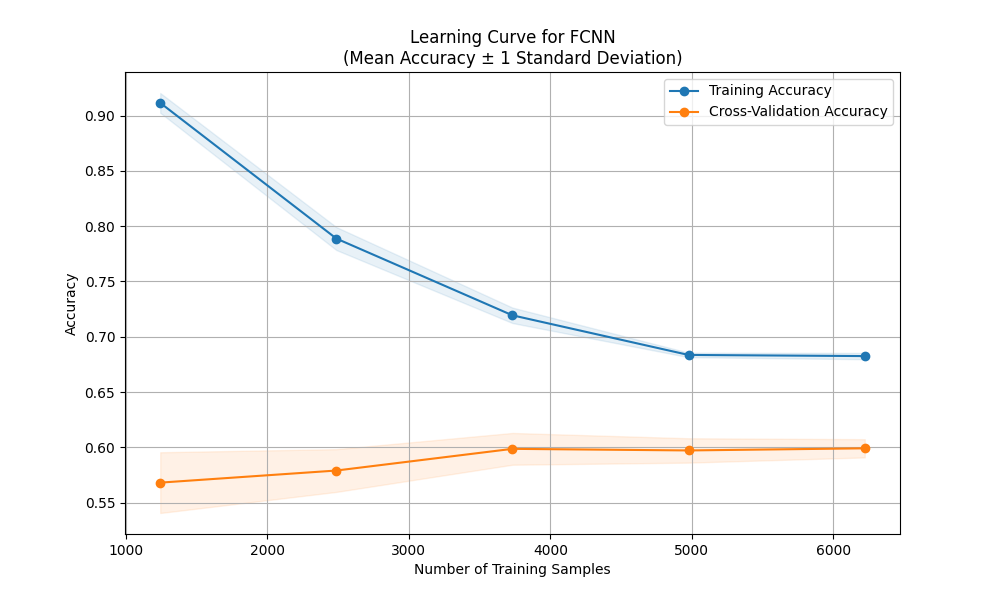 Learning Curve for FCNN
(Mean Accuracy ± 1 Standard Deviation)
Training Accuracy
Cross-Validation Accuracy
Accuracy
0.90
0.85
0.80
0.75
0.70
0.65
0.60
0.55
1000 2000 3000 4000 5000 6000
Number of Training Samples